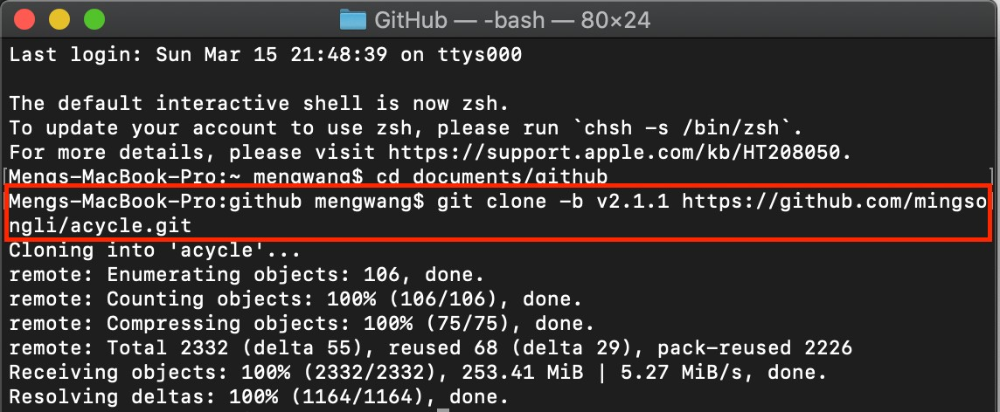 GitHub — -bash — 80×24
Last login: Sun Mar 15 21:48:39 on ttys000
The default interactive shell is now zsh.
To update your account to use zsh, please run `chsh -s /bin/zsh`.
For more details, please visit https://support.apple.com/kb/HT208050.
[Mengs-MacBook-Pro:~ mengwang$ cd documents/github ]
Mengs-MacBook-Pro:github mengwang$ git clone -b v2.1.1 https://github.com/mingso
ngli/acycle.git
Cloning into 'acycle'...
remote: Enumerating objects: 106, done.
remote: Counting objects: 100% (106/106), done.
remote: Compressing objects: 100% (75/75), done.
remote: Total 2332 (delta 55), reused 68 (delta 29), pack-reused 2226
Receiving objects: 100% (2332/2332), 253.41 MiB | 5.27 MiB/s, done.
Resolving deltas: 100% (1164/1164), done.